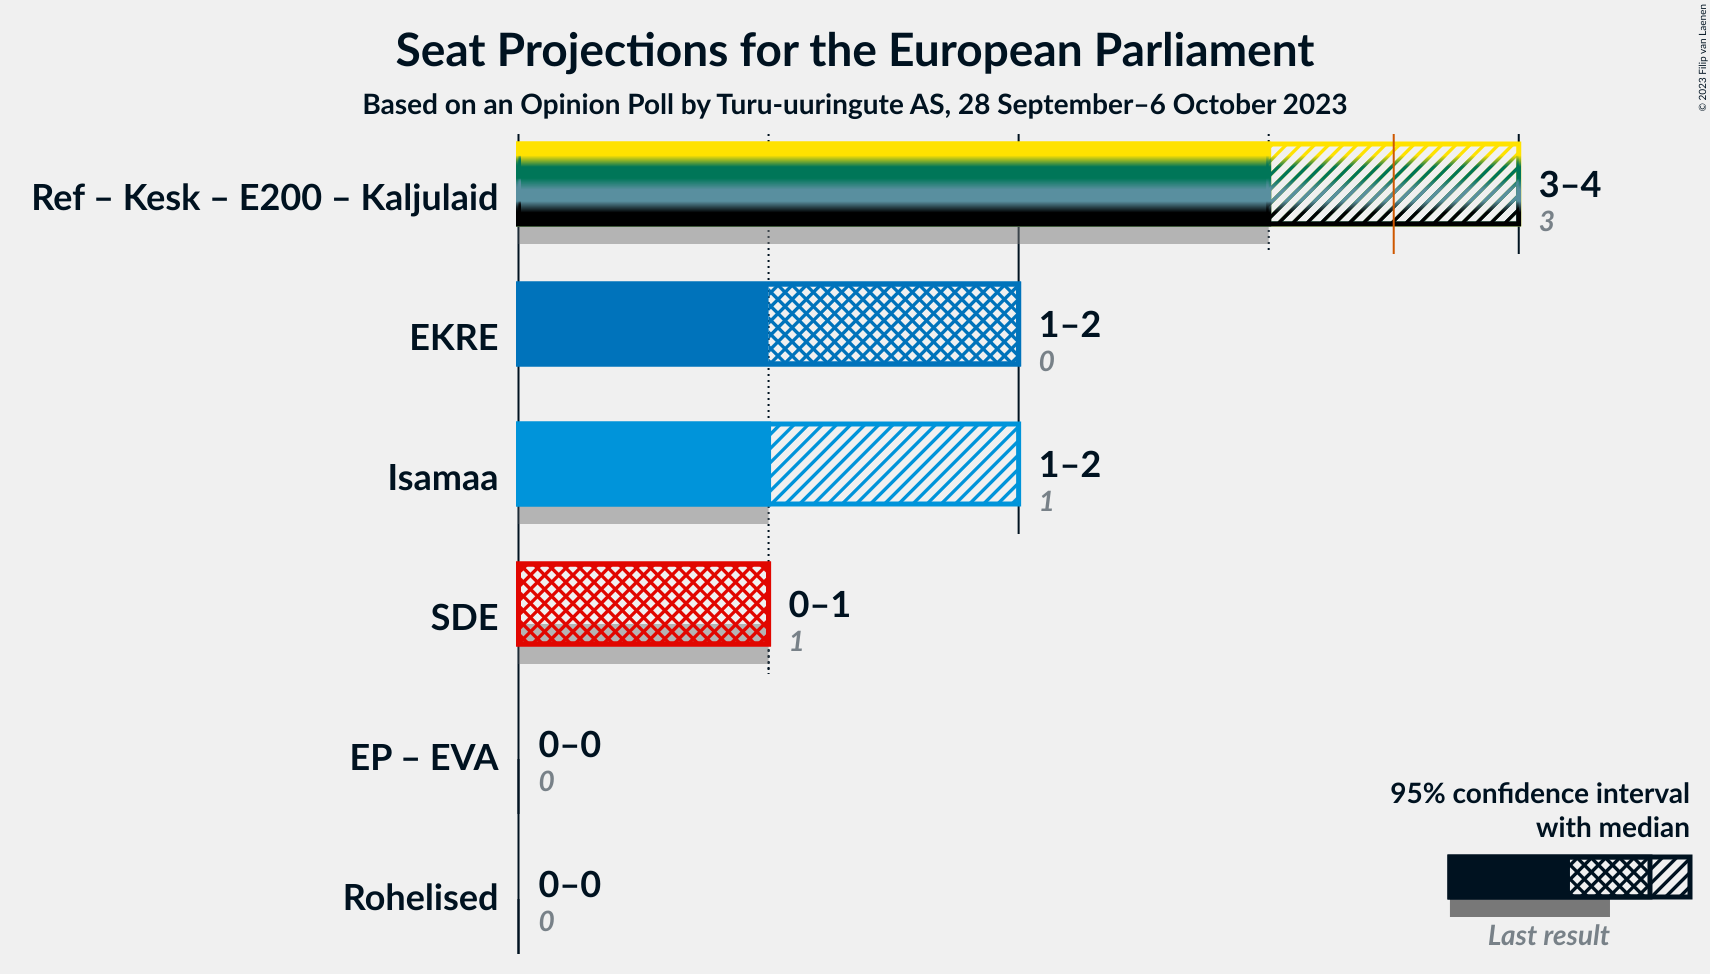 Seat Projections for the European Parliament
Based on an Opinion Poll by Turu-uuringute AS, 28 September–6 October 2023
© 2023 Filip van Laenen
Ref – Kesk – E200 – Kaljulaid
3–4
3
EKRE
1–2
0
Isamaa
1–2
1
SDE
0–1
1
EP – EVA
0–0
0
Rohelised
0–0
0
95% confidence interval
with median
Last result